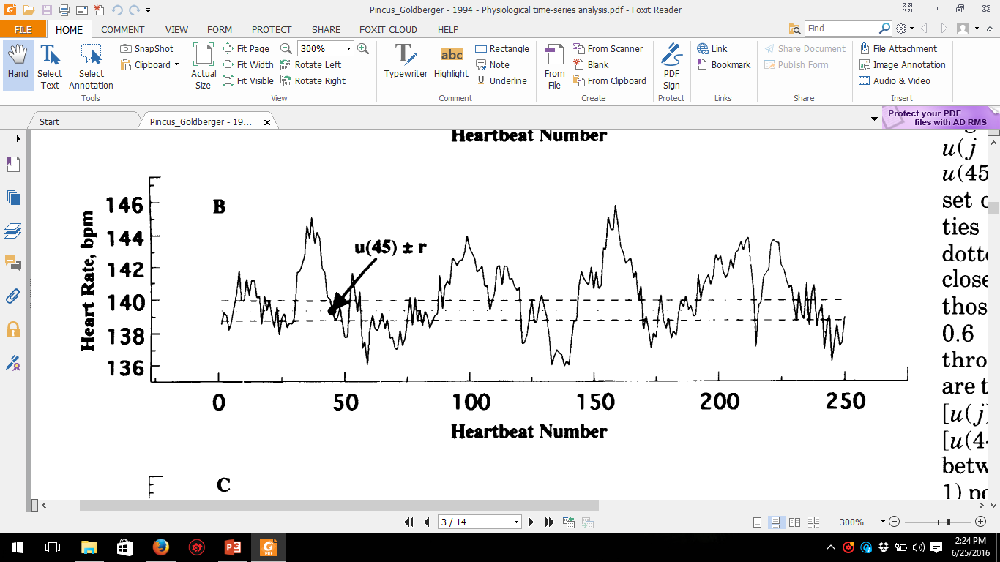 Pincus_Goldberger - 1994 - Physiological time-series analysis.pdf - Foxit Reader
FILE HOME COMMENT VIEW FORM PROTECT SHARE FOXIT CLOUD HELP Find
Hand
Select Text
Select Annotation
SnapShot
Clipboard
Tools
Actual Size
Fit Page
Fit Width
Fit Visible
300%
Rotate Left
Rotate Right
View
Typewriter
abc
Highlight
Rectangle
Note
Underline
Comment
From File
From Scanner
Blank
From Clipboard
Create
PDF Sign
Protect
Link
Bookmark
Links
Share Document
Publish Form
Share
File Attachment
Image Annotation
Audio & Video
Insert
Start
Pincus_Goldberger - 19...
Protect your PDF
files with AD RMS
Heartbeat Number
B
u(45) ± r
Heart Rate, bpm
146
144
142
140
138
136
0 50 100 150 200 250
Heartbeat Number
C
u(j
u(45
set
ties
dotte
close
thos
0.6
thro
are t
[u(j)
[u(4
betw
1) po
3 / 14
300%
PDF
2:24 PM
6/25/2016